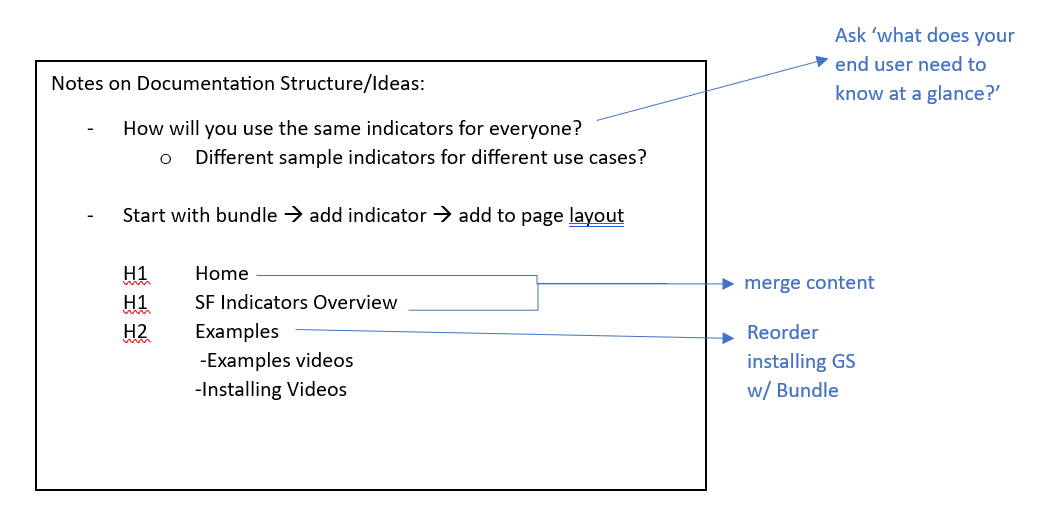 Notes on Documentation Structure/Ideas:
- How will you use the same indicators for everyone?
o Different sample indicators for different use cases?
- Start with bundle → add indicator → add to page layout
H1 Home
H1 SF Indicators Overview
H2 Examples
-Examples videos
-Installing Videos
Ask ‘what does your
end user need to
know at a glance?’
merge content
Reorder
installing GS
w/ Bundle